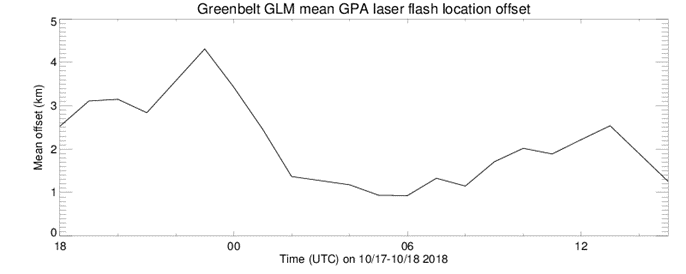 Greenbelt GLM mean GPA laser flash location offset
5
4
3
2
1
0
Mean offset (km)
18 00 06 12
Time (UTC) on 10/17-10/18 2018